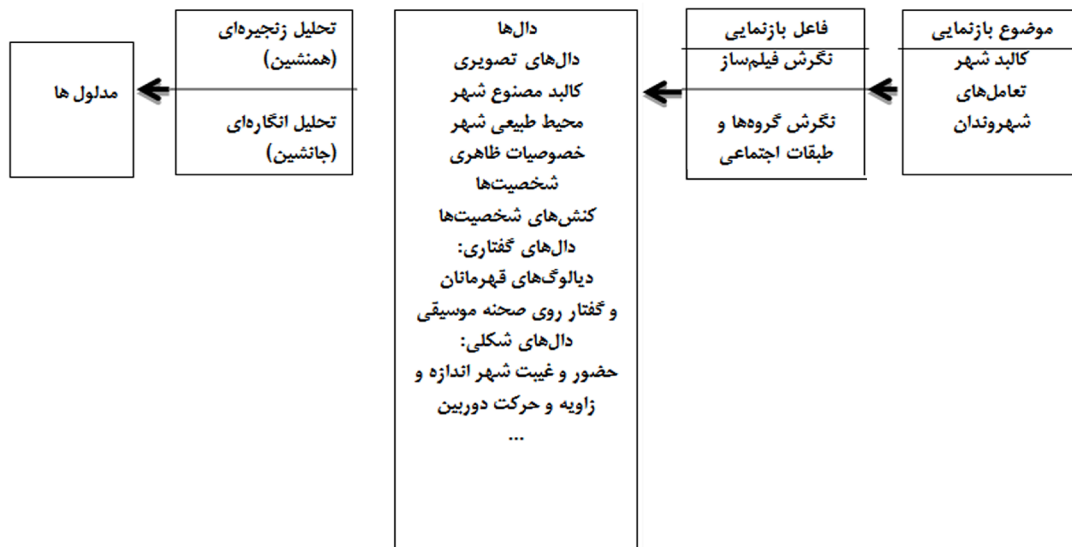 موضوع بازنمایی
کالبد شهر
تعامل‌های
شهروندان
فاعل بازنمایی
نگرش فیلم‌ساز
نگرش گروه‌ها و
طبقات اجتماعی
دال‌ها
دال‌های تصویری
کالبد مصنوع شهر
محیط طبیعی شهر
خصوصیات ظاهری
شخصیت‌ها
کنش‌های شخصیت‌ها
دال‌های گفتاری:
دیالوگ‌های قهرمانان
و گفتار روی صحنه موسیقی
دال‌های شکلی:
حضور و غیبت شهر اندازه و
زاویه و حرکت دوربین
...
تحلیل زنجیره‌ای
(همنشین)
تحلیل انگاره‌ای
(جانشین)
مدلول ها